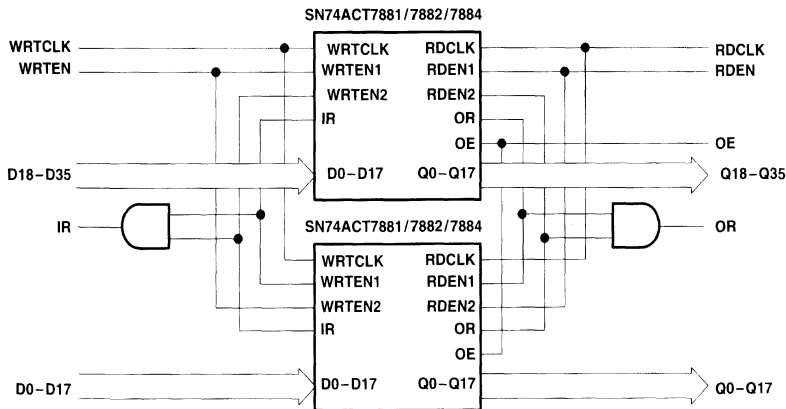 SN74ACT7881/7882/7884
WRTCLK WRTCLK RDCLK RDCLK
WRTEN WRTEN1 RDEN1 RDEN
WRTEN2 RDEN2
IR OR
OE OE
D18–D35 D0–D17 Q0–Q17 Q18–Q35
IR SN74ACT7881/7882/7884 OR
WRTCLK RDCLK
WRTEN1 RDEN1
WRTEN2 RDEN2
IR OR
OE
D0–D17 D0–D17 Q0–Q17 Q0–Q17